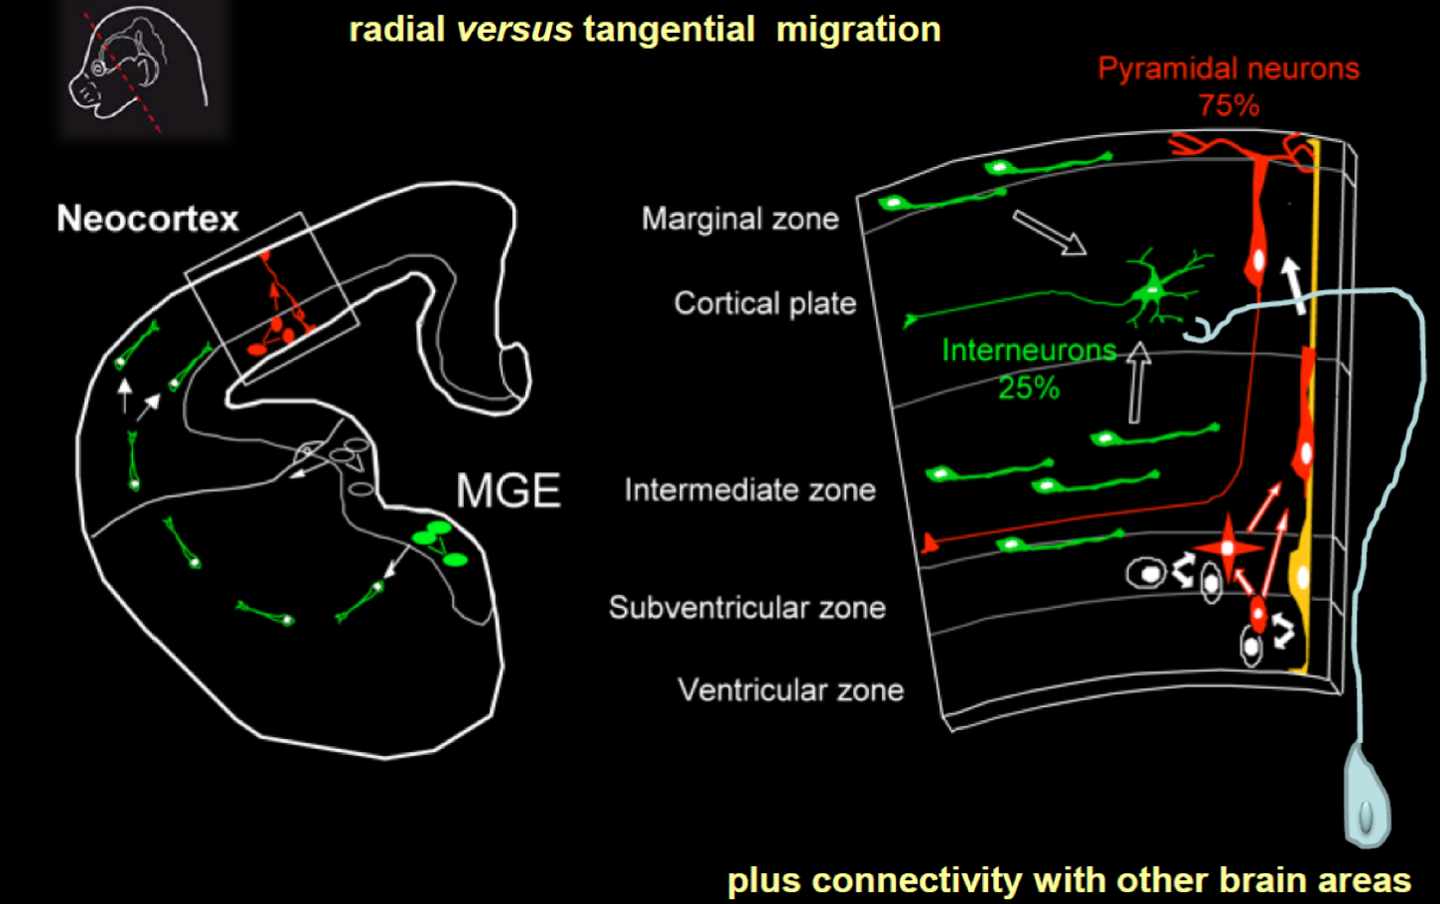 radial versus tangential migration
Pyramidal neurons
75%
Neocortex
Marginal zone
Cortical plate
Interneurons
25%
MGE
Intermediate zone
Subventricular zone
Ventricular zone
plus connectivity with other brain areas